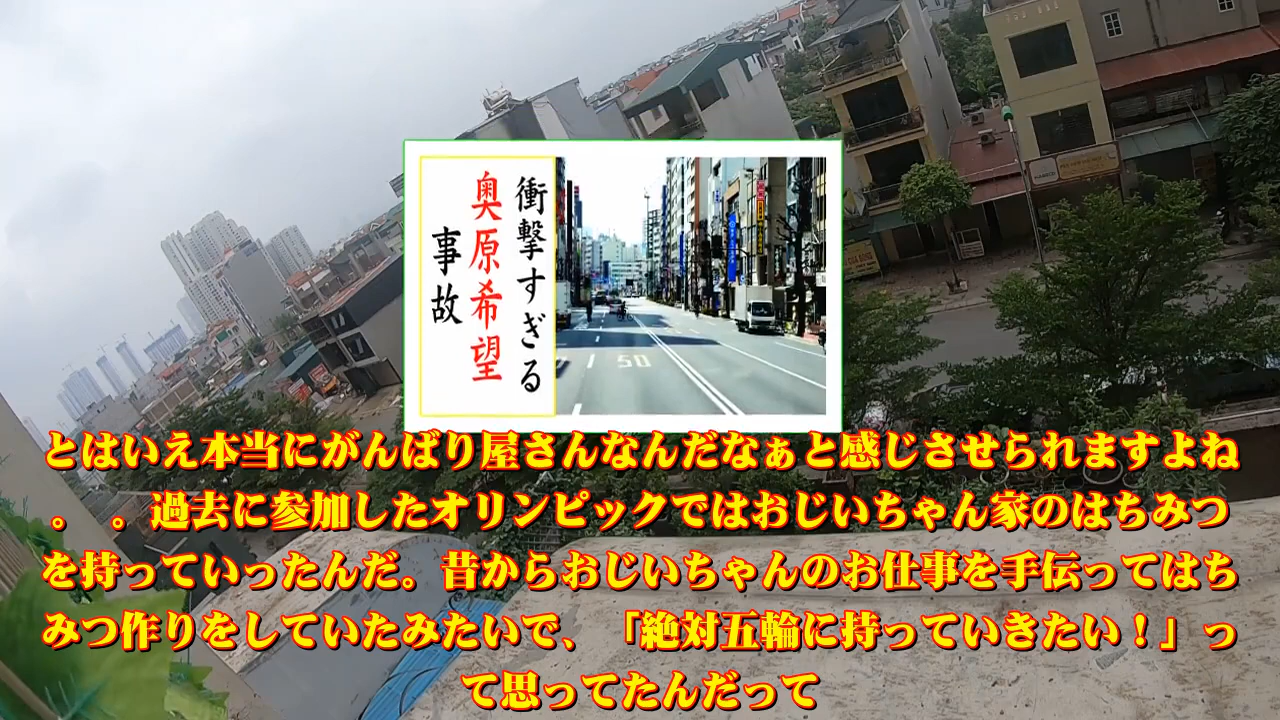 衝撃すぎる
奥原希望
事故
50
とはいえ本当にがんばり屋さんなんだなぁと感じさせられますよね
。　。過去に参加したオリンピックではおじいちゃん家のはちみつ
を持っていったんだ。昔からおじいちゃんのお仕事を手伝ってはち
みつ作りをしていたみたいで、「絶対五輪に持っていきたい！」っ
て思ってたんだって